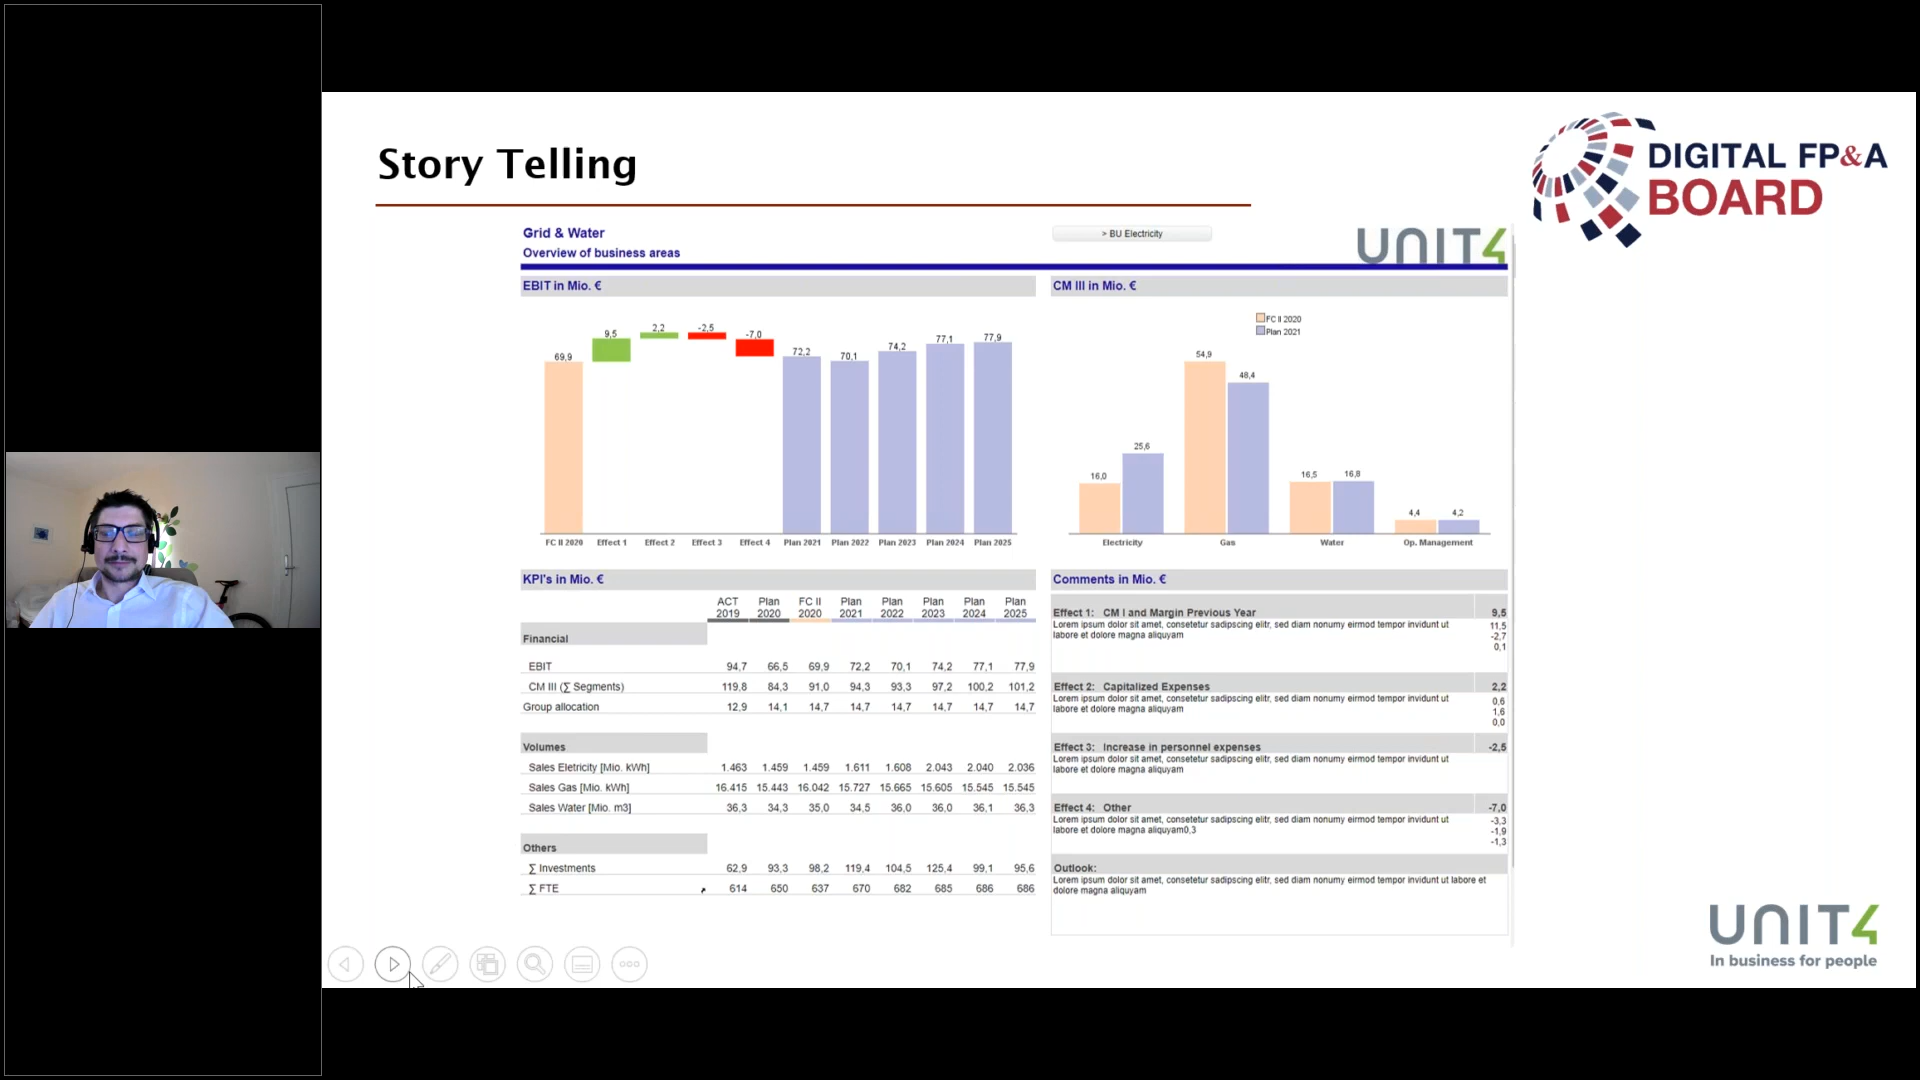 Story Telling
DIGITAL FP&A
BOARD
Grid & Water
Overview of business areas
> BU Electricity
UNIT4
EBIT in Mio. €
69,9
9,5
2,2
-2,5
-7,0
72,2
70,1
74,2
77,1
77,9
FC II 2020 Effect 1 Effect 2 Effect 3 Effect 4 Plan 2021 Plan 2022 Plan 2023 Plan 2024 Plan 2025
CM III in Mio. €
FC II 2020
Plan 2021
16,0
25,6
54,9
48,4
16,5
16,8
4,4
4,2
Electricity Gas Water Op. Management
KPI's in Mio. €
ACT Plan FC II Plan Plan Plan Plan Plan
2019 2020 2020 2021 2022 2023 2024 2025
Financial
EBIT 94,7 66,5 69,9 72,2 70,1 74,2 77,1 77,9
CM III (∑ Segments) 119,8 84,3 91,0 94,3 93,3 97,2 100,2 101,2
Group allocation 12,9 14,1 14,7 14,7 14,7 14,7 14,7 14,7
Volumes
Sales Eletricity [Mio. kWh] 1.463 1.459 1.459 1.611 1.608 2.043 2.040 2.036
Sales Gas [Mio. kWh] 16.415 15.443 16.042 15.727 15.665 15.605 15.545 15.545
Sales Water [Mio. m3] 36,3 34,3 35,0 34,5 36,0 36,0 36,1 36,3
Others
∑ Investments 62,9 93,3 98,2 119,4 104,5 125,4 99,1 95,6
∑ FTE 614 650 637 670 682 685 686 686
Comments in Mio. €
Effect 1: CM I and Margin Previous Year 9,5
Lorem ipsum dolor sit amet, consetetur sadipscing elitr, sed diam nonumy eirmod tempor invidunt ut 11,5
labore et dolore magna aliquyam -2,7
0,1
Effect 2: Capitalized Expenses 2,2
Lorem ipsum dolor sit amet, consetetur sadipscing elitr, sed diam nonumy eirmod tempor invidunt ut 0,6
labore et dolore magna aliquyam 1,6
0,0
Effect 3: Increase in personnel expenses -2,5
Lorem ipsum dolor sit amet, consetetur sadipscing elitr, sed diam nonumy eirmod tempor invidunt ut
labore et dolore magna aliquyam
Effect 4: Other -7,0
Lorem ipsum dolor sit amet, consetetur sadipscing elitr, sed diam nonumy eirmod tempor invidunt ut -3,3
labore et dolore magna aliquyam0,3 -1,9
-1,3
Outlook:
Lorem ipsum dolor sit amet, consetetur sadipscing elitr, sed diam nonumy eirmod tempor invidunt ut labore et
dolore magna aliquyam
UNIT4
In business for people